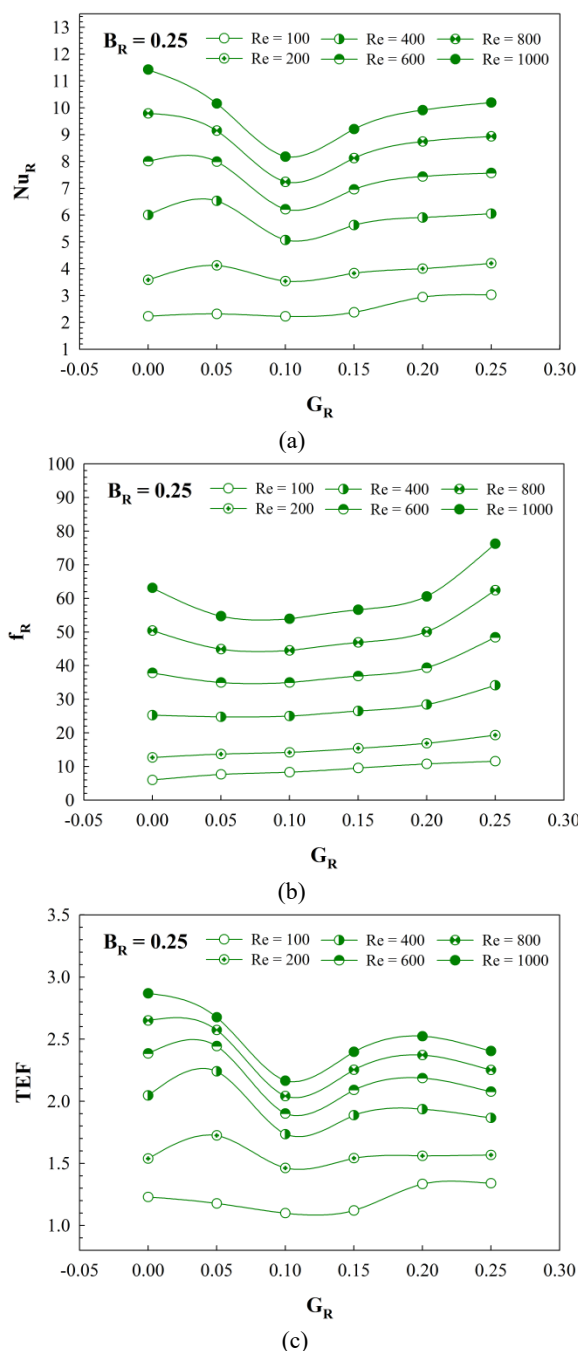 13
12
11
10
9
8
7
6
5
4
3
2
1
Nu_R
B_R = 0.25
Re = 100 Re = 400 Re = 800
Re = 200 Re = 600 Re = 1000
-0.05 0.00 0.05 0.10 0.15 0.20 0.25 0.30
G_R
(a)
100
90
80
70
60
50
40
30
20
10
0
f_R
B_R = 0.25
Re = 100 Re = 400 Re = 800
Re = 200 Re = 600 Re = 1000
-0.05 0.00 0.05 0.10 0.15 0.20 0.25 0.30
G_R
(b)
3.5
3.0
2.5
2.0
1.5
1.0
TEF
B_R = 0.25
Re = 100 Re = 400 Re = 800
Re = 200 Re = 600 Re = 1000
-0.05 0.00 0.05 0.10 0.15 0.20 0.25 0.30
G_R
(c)